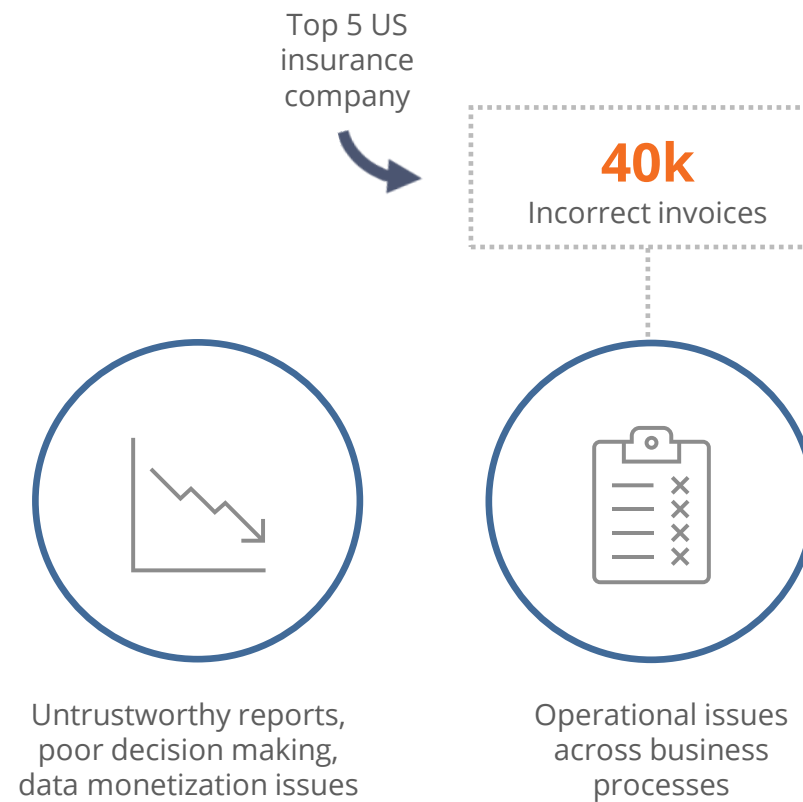 Top 5 US
insurance
company
40k
Incorrect invoices
Untrustworthy reports,
poor decision making,
data monetization issues
Operational issues
across business
processes